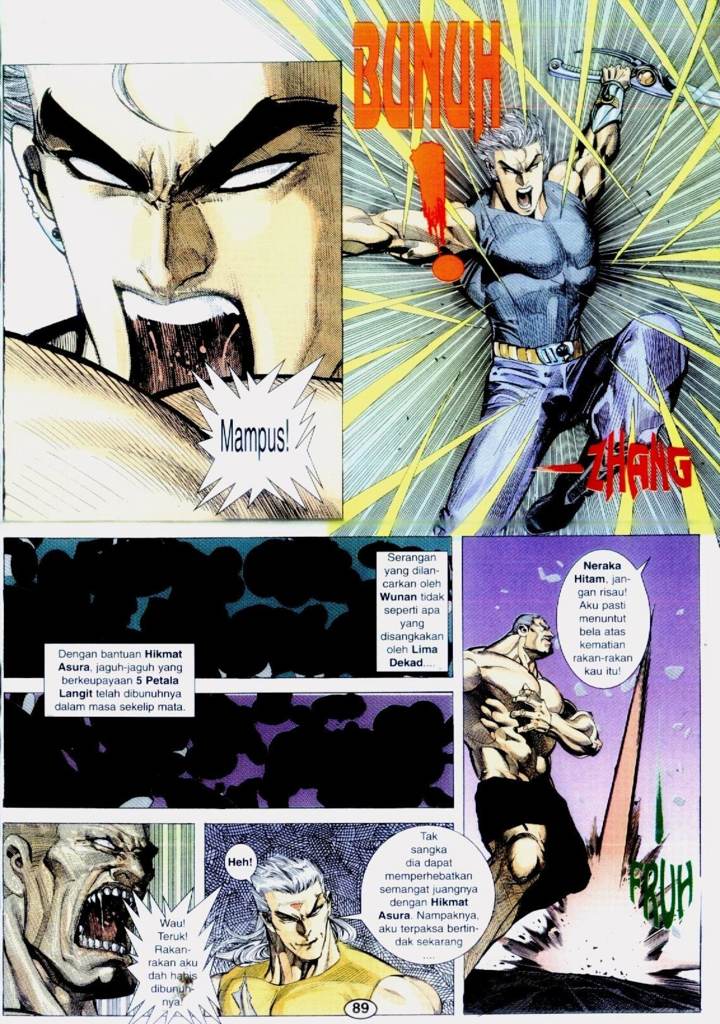 BUNUH
!
Mampus!
ZHANG
Serangan
yang dilan-
carkan oleh
Wunan tidak
seperti apa
yang
disangkakan
oleh Lima
Dekad....
Dengan bantuan Hikmat
Asura, jaguh-jaguh yang
berkeupayaan 5 Petala
Langit telah dibunuhnya
dalam masa sekelip mata.
Neraka
Hitam, jan-
gan risau!
Aku pasti
menuntut
bela atas
kematian
rakan-rakan
kau itu!
FRUH
!
Wau!
Teruk!
Rakan-
rakan aku
dah habis
dibunuh-
nya.
Heh!
Tak
sangka
dia dapat
memperhebatkan
semangat juangnya
dengan Hikmat
Asura. Nampaknya,
aku terpaksa bertin-
dak sekarang
....
89